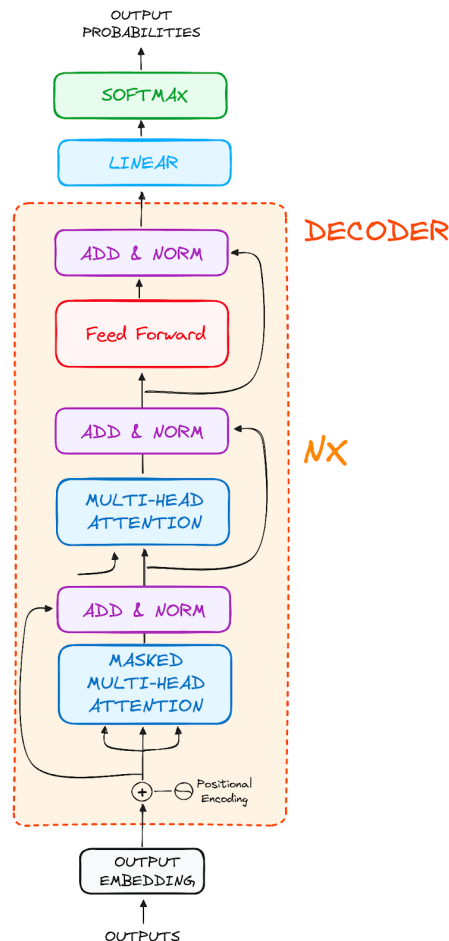 OUTPUT
PROBABILITIES
SOFTMAX
LINEAR
DECODER
ADD & NORM
Feed Forward
ADD & NORM
NX
MULTI-HEAD
ATTENTION
ADD & NORM
MASKED
MULTI-HEAD
ATTENTION
Positional
Encoding
OUTPUT
EMBEDDING
OUTPUTS